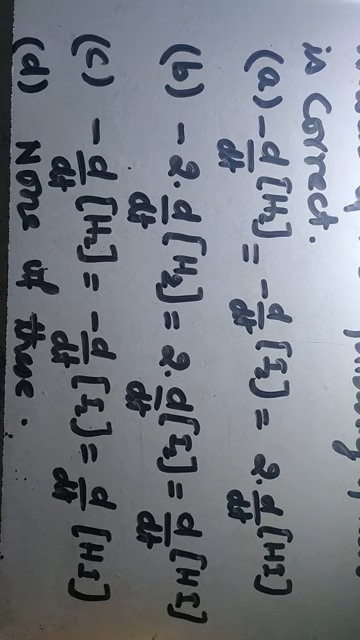 is correct.
(a) -d/dt [H₂] = -d/dt [I₂] = 2.d/dt [HI]
(b) -2.d/dt [H₂] = 2.d/dt [I₂] = d/dt [HI]
(c) -d/dt [H₂] = -d/dt [I₂] = d/dt [HI]
(d) None of these.